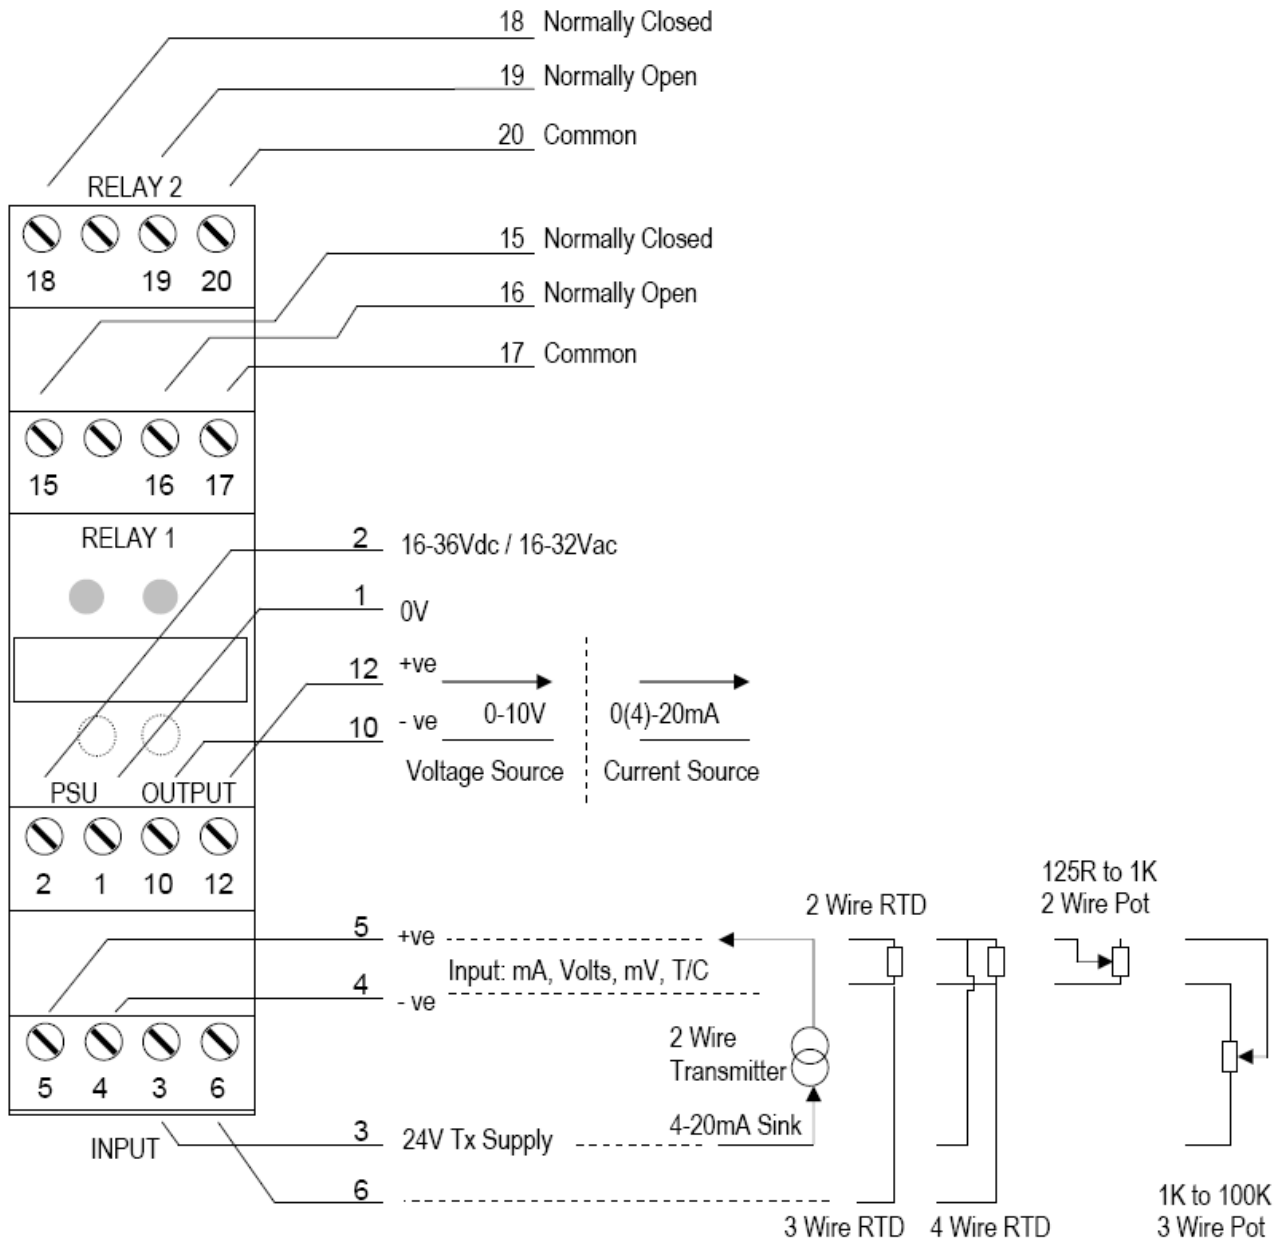 18 Normally Closed
19 Normally Open
20 Common
RELAY 2
18 19 20
15 Normally Closed
16 Normally Open
17 Common
15 16 17
RELAY 1
2 16-36Vdc / 16-32Vac
1 0V
12 +ve
10 - ve
0-10V
0(4)-20mA
Voltage Source
Current Source
PSU OUTPUT
2 1 10 12
5 +ve
Input: mA, Volts, mV, T/C
4 - ve
2 Wire RTD
125R to 1K
2 Wire Pot
5 4 3 6
INPUT
2 Wire
Transmitter
4-20mA Sink
3 24V Tx Supply
6
3 Wire RTD
4 Wire RTD
1K to 100K
3 Wire Pot